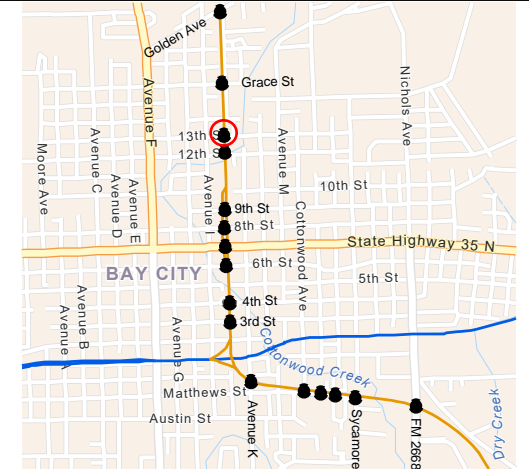 Golden Ave
Grace St
Nichols Ave
Avenue F
13th S
12th S
Avenue M
Avenue C
Moore Ave
Avenue D
Avenue E
Avenue I
10th St
9th St
8th St
Cottonwood Ave
State Highway 35 N
BAY CITY
6th St
5th St
4th St
3rd St
Avenue B
Avenue A
Avenue G
Cottonwood Creek
Matthews St
Austin St
Avenue K
Sycamore
FM 2668
Dry Creek